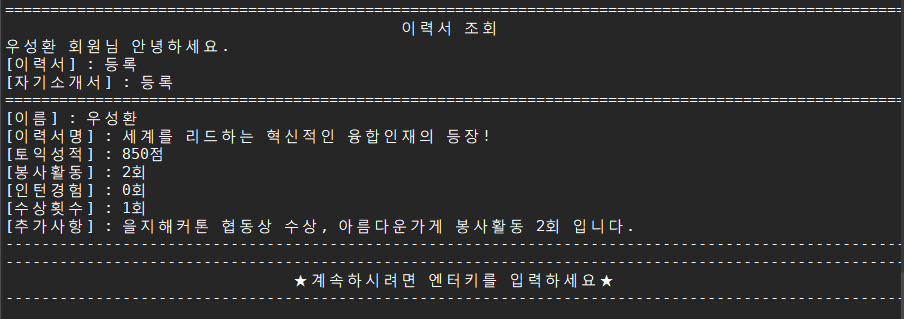 ================================================================================
이력서 조회
우성환 회원님 안녕하세요.
[이력서] : 등록
[자기소개서] : 등록
================================================================================
[이름] : 우성환
[이력서명] : 세계를 리드하는 혁신적인 융합인재의 등장!
[토익성적] : 850점
[봉사활동] : 2회
[인턴경험] : 0회
[수상횟수] : 1회
[추가사항] : 을지해커톤 협동상 수상, 아름다운가게 봉사활동 2회 입니다.
--------------------------------------------------------------------------------
--------------------------------------------------------------------------------
★계속하시려면 엔터키를 입력하세요★
--------------------------------------------------------------------------------